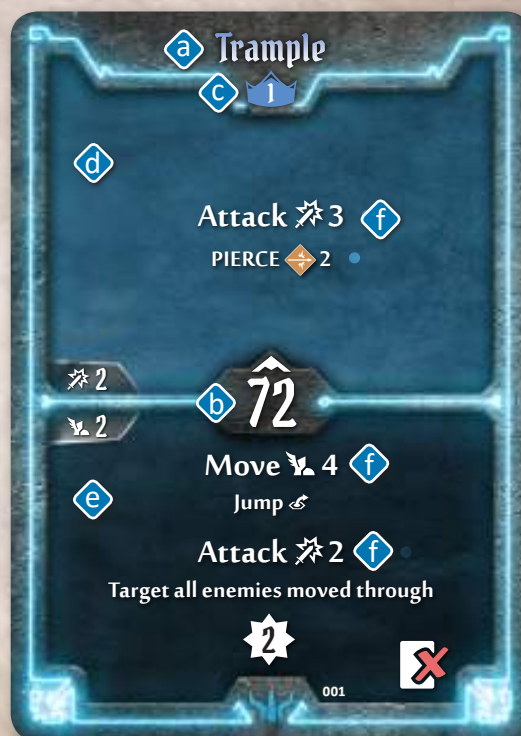 a Trample
c 1
d
Attack 3 f
PIERCE 2
2
b 72
2
Move 4 f
e
Jump
Attack 2 f
Target all enemies moved through
2
001